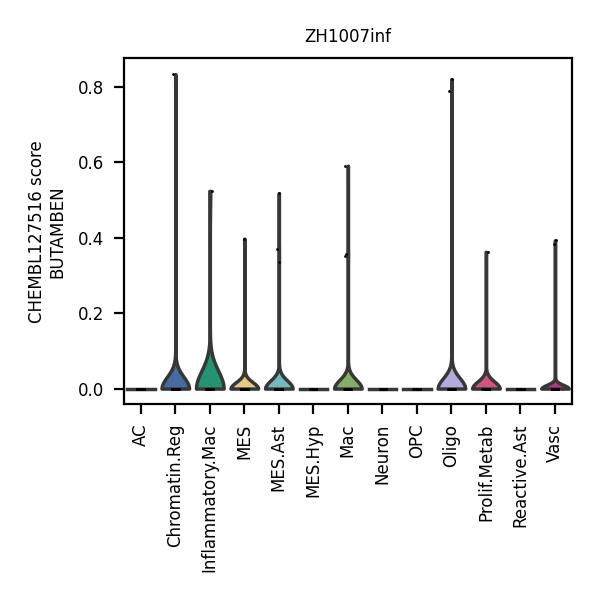 ZH1007inf
CHEMBL127516 score
BUTAMBEN
0.8
0.6
0.4
0.2
0.0
AC
Chromatin.Reg
Inflammatory.Mac
MES
MES.Ast
MES.Hyp
Mac
Neuron
OPC
Oligo
Prolif.Metab
Reactive.Ast
Vasc